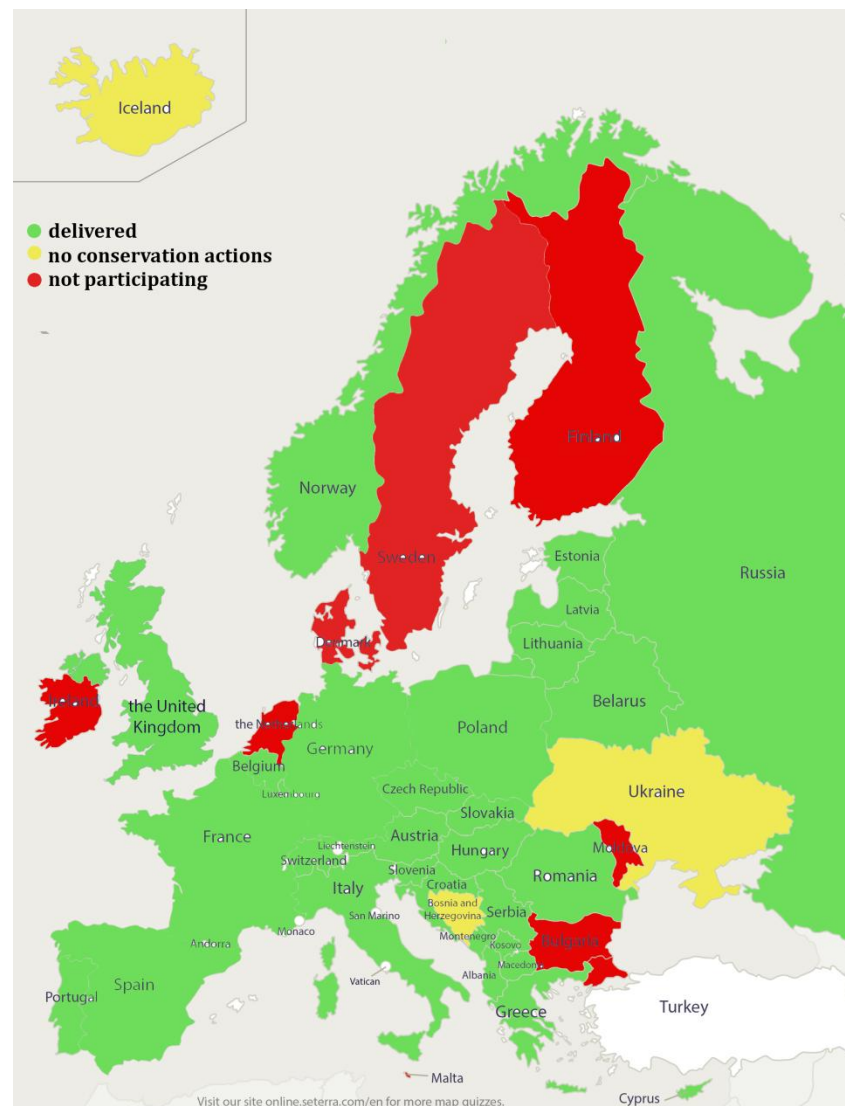 Iceland
delivered
no conservation actions
not participating
Finland
Norway
Sweden
Estonia
Russia
Latvia
Denmark
Lithuania
Ireland
the United
Kingdom
Belarus
the Netherlands
Poland
Germany
Belgium
Czech Republic
Ukraine
Luxembourg
Slovakia
France
Austria
Liechtenstein
Hungary
Moldova
Switzerland
Slovenia
Romania
Italy
Croatia
Bosnia and
Herzegovina
San Marino
Serbia
Monaco
Montenegro
Kosovo
Bulgaria
Andorra
Macedonia
Albania
Vatican
Spain
Portugal
Greece
Turkey
Malta
Cyprus
Visit our site online.seterra.com/en for more map quizzes.